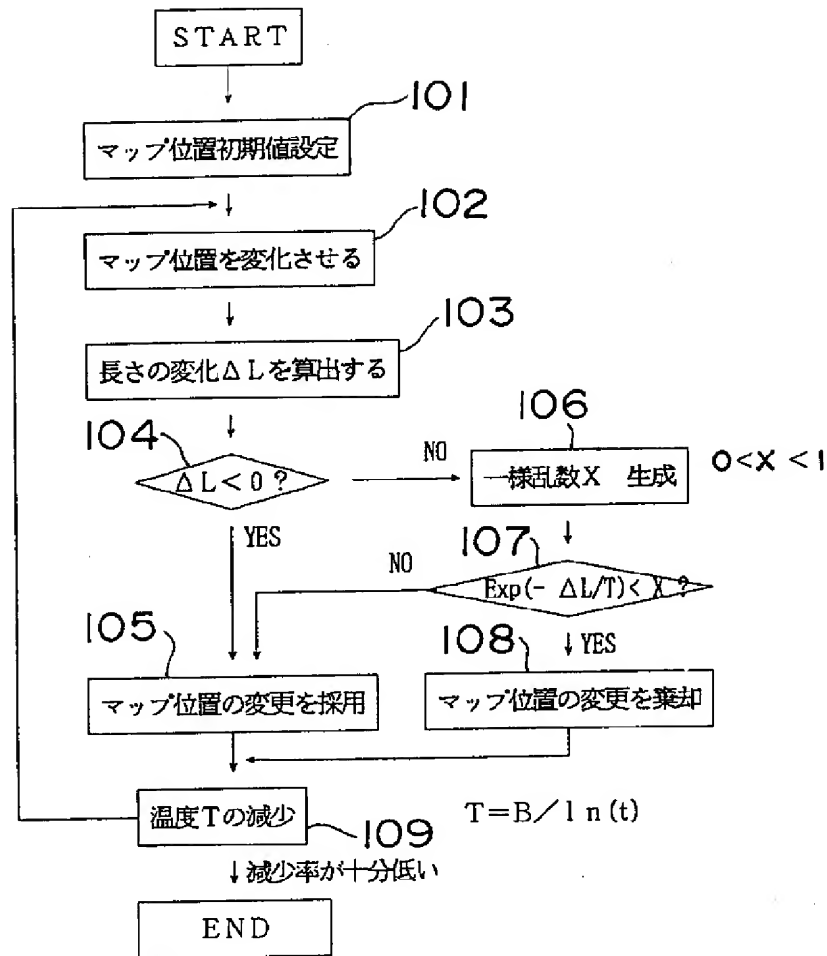 START
101
マップ位置初期値設定
102
マップ位置を変化させる
103
長さの変化ΔLを算出する
104
ΔL<0?
NO
YES
106
一様乱数X 生成
0<X<1
107
Exp(-ΔL/T)<X?
NO
YES
105
マップ位置の変更を採用
108
マップ位置の変更を棄却
温度Tの減少
109
T=B/ln(t)
減少率が十分低い
END